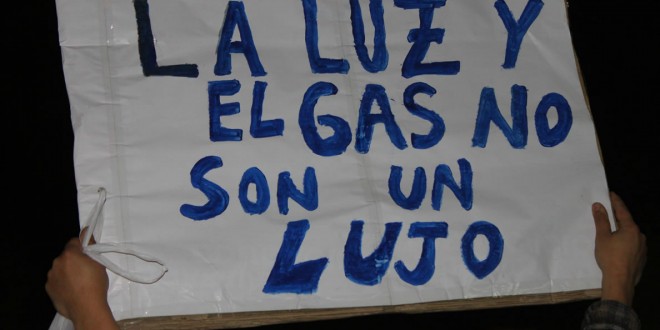 LA LUZ Y
EL GAS NO
SON UN
LUJO